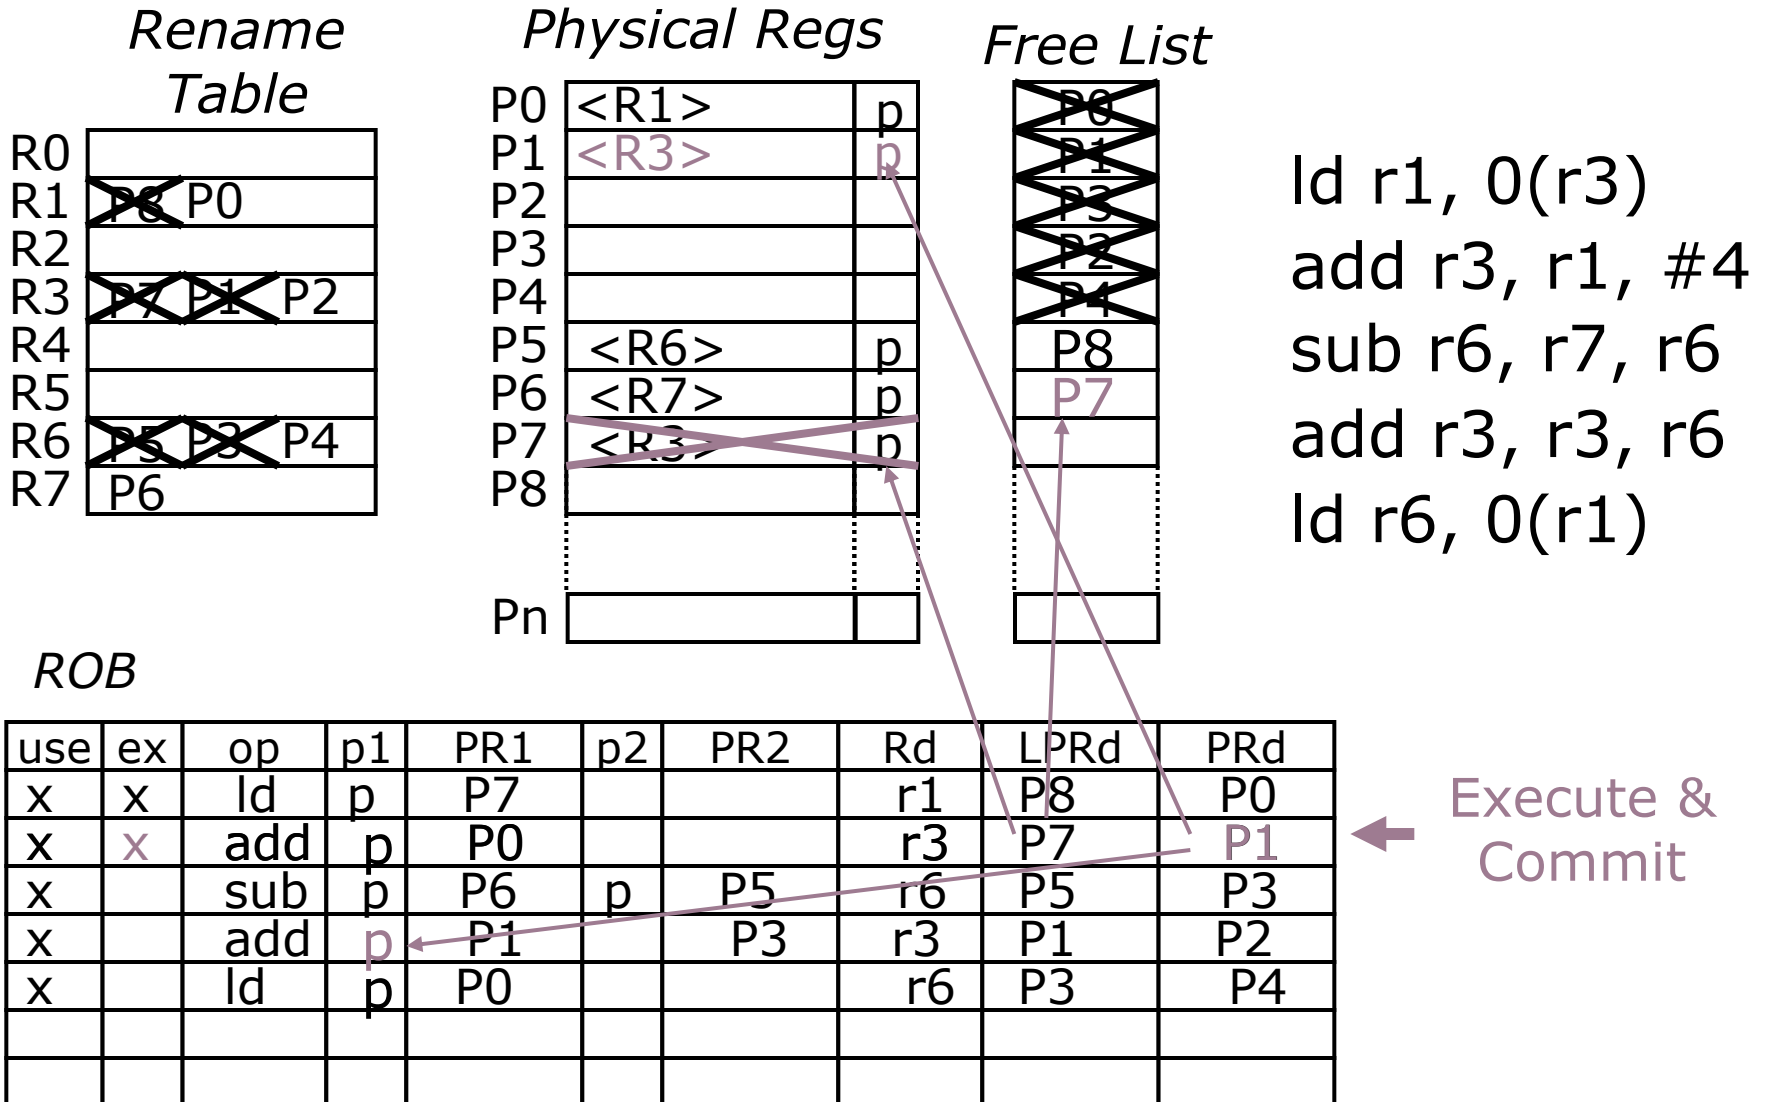 Rename
Table
R0
R1 P8 P0
R2
R3 P7 P1 P2
R4
R5
R6 P5 P3 P4
R7 P6
Physical Regs
P0 <R1> p
P1 <R3> p
P2
P3
P4
P5 <R6> p
P6 <R7> p
P7 <R3> p
P8
Pn
Free List
P0
P1
P3
P2
P4
P8
P7
ld r1, 0(r3)
add r3, r1, #4
sub r6, r7, r6
add r3, r3, r6
ld r6, 0(r1)
ROB
use ex op p1 PR1 p2 PR2 Rd LPRd PRd
x x ld p P7 r1 P8 P0
x x add p P0 r3 P7 P1
x sub p P6 p P5 r6 P5 P3
x add p P1 P3 r3 P1 P2
x ld p P0 r6 P3 P4
Execute &
Commit